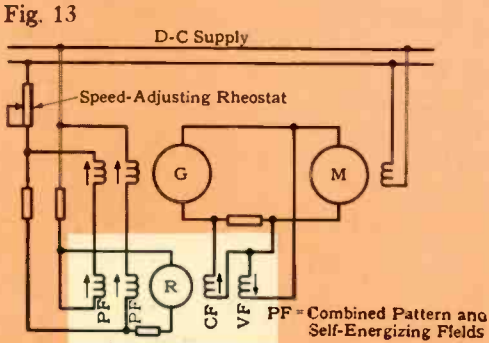 Fig. 13
D-C Supply
Speed-Adjusting Rheostat
G
M
R
PF
PF
CF
VF
PF = Combined Pattern and
Self-Energizing Fields